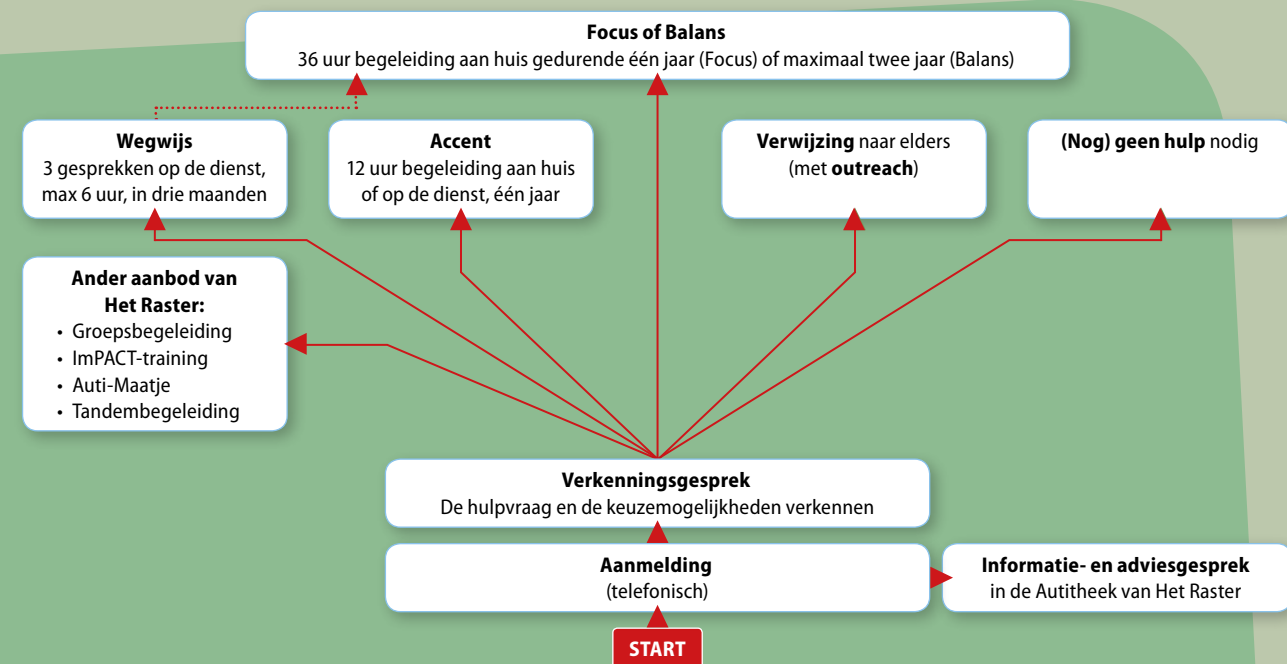 Focus of Balans
36 uur begeleiding aan huis gedurende één jaar (Focus) of maximaal twee jaar (Balans)
Wegwijs
3 gesprekken op de dienst,
max 6 uur, in drie maanden
Accent
12 uur begeleiding aan huis
of op de dienst, één jaar
Verwijzing naar elders
(met outreach)
(Nog) geen hulp nodig
Ander aanbod van
Het Raster:
• Groepsbegeleiding
• ImPACT-training
• Auti-Maatje
• Tandembegeleiding
Verkenningsgesprek
De hulpvraag en de keuzemogelijkheden verkennen
Aanmelding
(telefonisch)
Informatie- en adviesgesprek
in de Autitheek van Het Raster
START